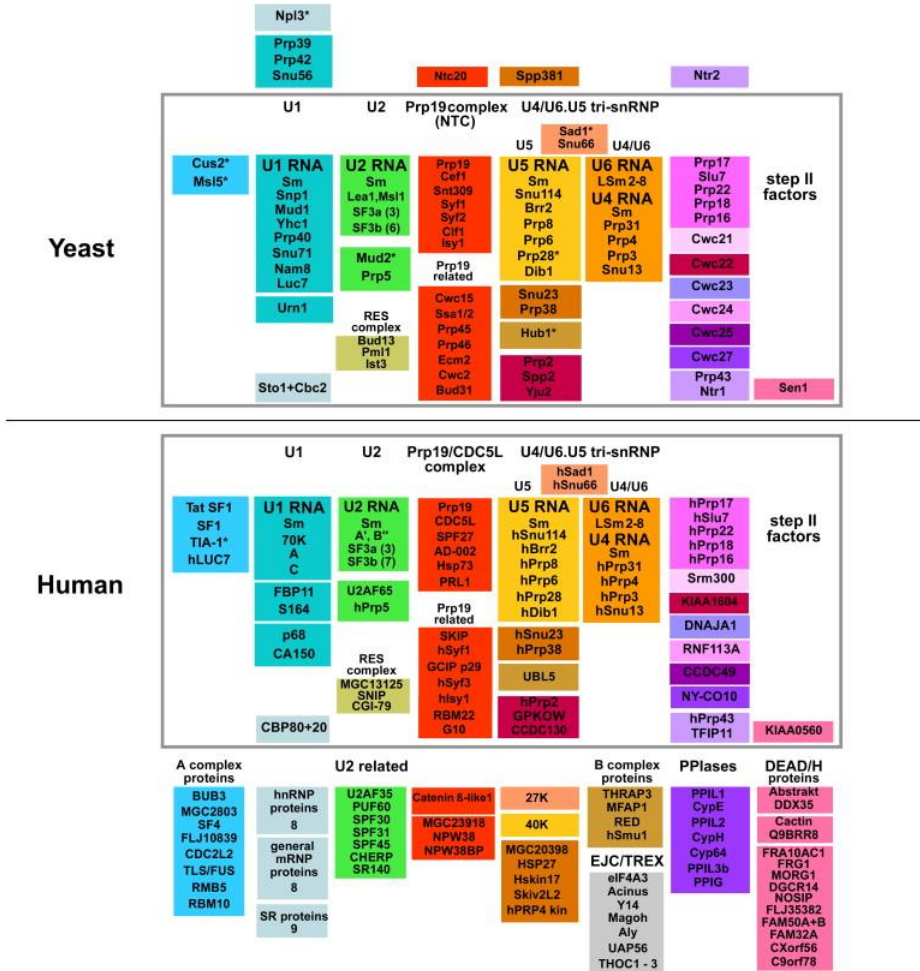 Npl3*
Prp39
Prp42
Snu56
Ntc20
Spp381
Ntr2
Yeast
U1
U2
Prp19complex
(NTC)
U4/U6.U5 tri-snRNP
U5
Sad1*
Snu66
U4/U6
step II
factors
Cus2*
Msl5*
U1 RNA
Sm
Snp1
Mud1
Yhc1
Prp40
Snu71
Nam8
Luc7
Urn1
Sto1+Cbc2
U2 RNA
Sm
Lea1,Msl1
SF3a (3)
SF3b (6)
Mud2*
Prp5
RES
complex
Bud13
Pml1
Ist3
Prp19
Cef1
Snt309
Syf1
Syf2
Clf1
Isy1
Prp19
related
Cwc15
Ssa1/2
Prp45
Prp46
Ecm2
Cwc2
Bud31
U5 RNA
Sm
Snu114
Brr2
Prp8
Prp6
Prp28*
Dib1
Snu23
Prp38
Hub1*
Prp2
Spp2
Yju2
U6 RNA
LSm 2-8
U4 RNA
Sm
Prp31
Prp4
Prp3
Snu13
Prp17
Slu7
Prp22
Prp18
Prp16
Cwc21
Cwc22
Cwc23
Cwc24
Cwc25
Cwc27
Prp43
Ntr1
Sen1
Human
U1
U2
Prp19/CDC5L
complex
U4/U6.U5 tri-snRNP
U5
hSad1
hSnu66
U4/U6
step II
factors
Tat SF1
SF1
TIA-1*
hLUC7
U1 RNA
Sm
70K
A
C
FBP11
S164
p68
CA150
CBP80+20
U2 RNA
Sm
A', B"
SF3a (3)
SF3b (7)
U2AF65
hPrp5
RES
complex
MGC13125
SNIP
CGI-79
Prp19
CDC5L
SPF27
AD-002
Hsp73
PRL1
Prp19
related
SKIP
hSyf1
GCIP p29
hSyf3
hIsy1
RBM22
G10
U5 RNA
Sm
hSnu114
hBrr2
hPrp8
hPrp6
hPrp28
hDib1
hSnu23
hPrp38
UBL5
hPrp2
GPKOW
CCDC130
U6 RNA
LSm 2-8
U4 RNA
Sm
hPrp31
hPrp4
hPrp3
hSnu13
hPrp17
hSlu7
hPrp22
hPrp18
hPrp16
Srm300
KIAA1604
DNAJA1
RNF113A
CCDC49
NY-CO10
hPrp43
TFIP11
KIAA0560
A complex
proteins
BUB3
MGC2803
SF4
FLJ10839
CDC2L2
TLS/FUS
RMB5
RBM10
hnRNP
proteins
8
general
mRNP
proteins
8
SR proteins
9
U2 related
U2AF35
PUF60
SPF30
SPF31
SPF45
CHERP
SR140
Catenin ß-like1
MGC23918
NPW38
NPW38BP
27K
40K
MGC20398
HSP27
Hskin17
Skiv2L2
hPRP4 kin
B complex
proteins
THRAP3
MFAP1
RED
hSmu1
EJC/TREX
eIF4A3
Acinus
Y14
Magoh
Aly
UAP56
THOC1 - 3
PPIases
PPIL1
CypE
PPIL2
CypH
Cyp64
PPIL3b
PPIG
DEAD/H
proteins
Abstrakt
DDX35
Cactin
Q9BRR8
FRA10AC1
FRG1
MORG1
DGCR14
NOSIP
FLJ35382
FAM50A+B
FAM32A
CXorf56
C9orf78